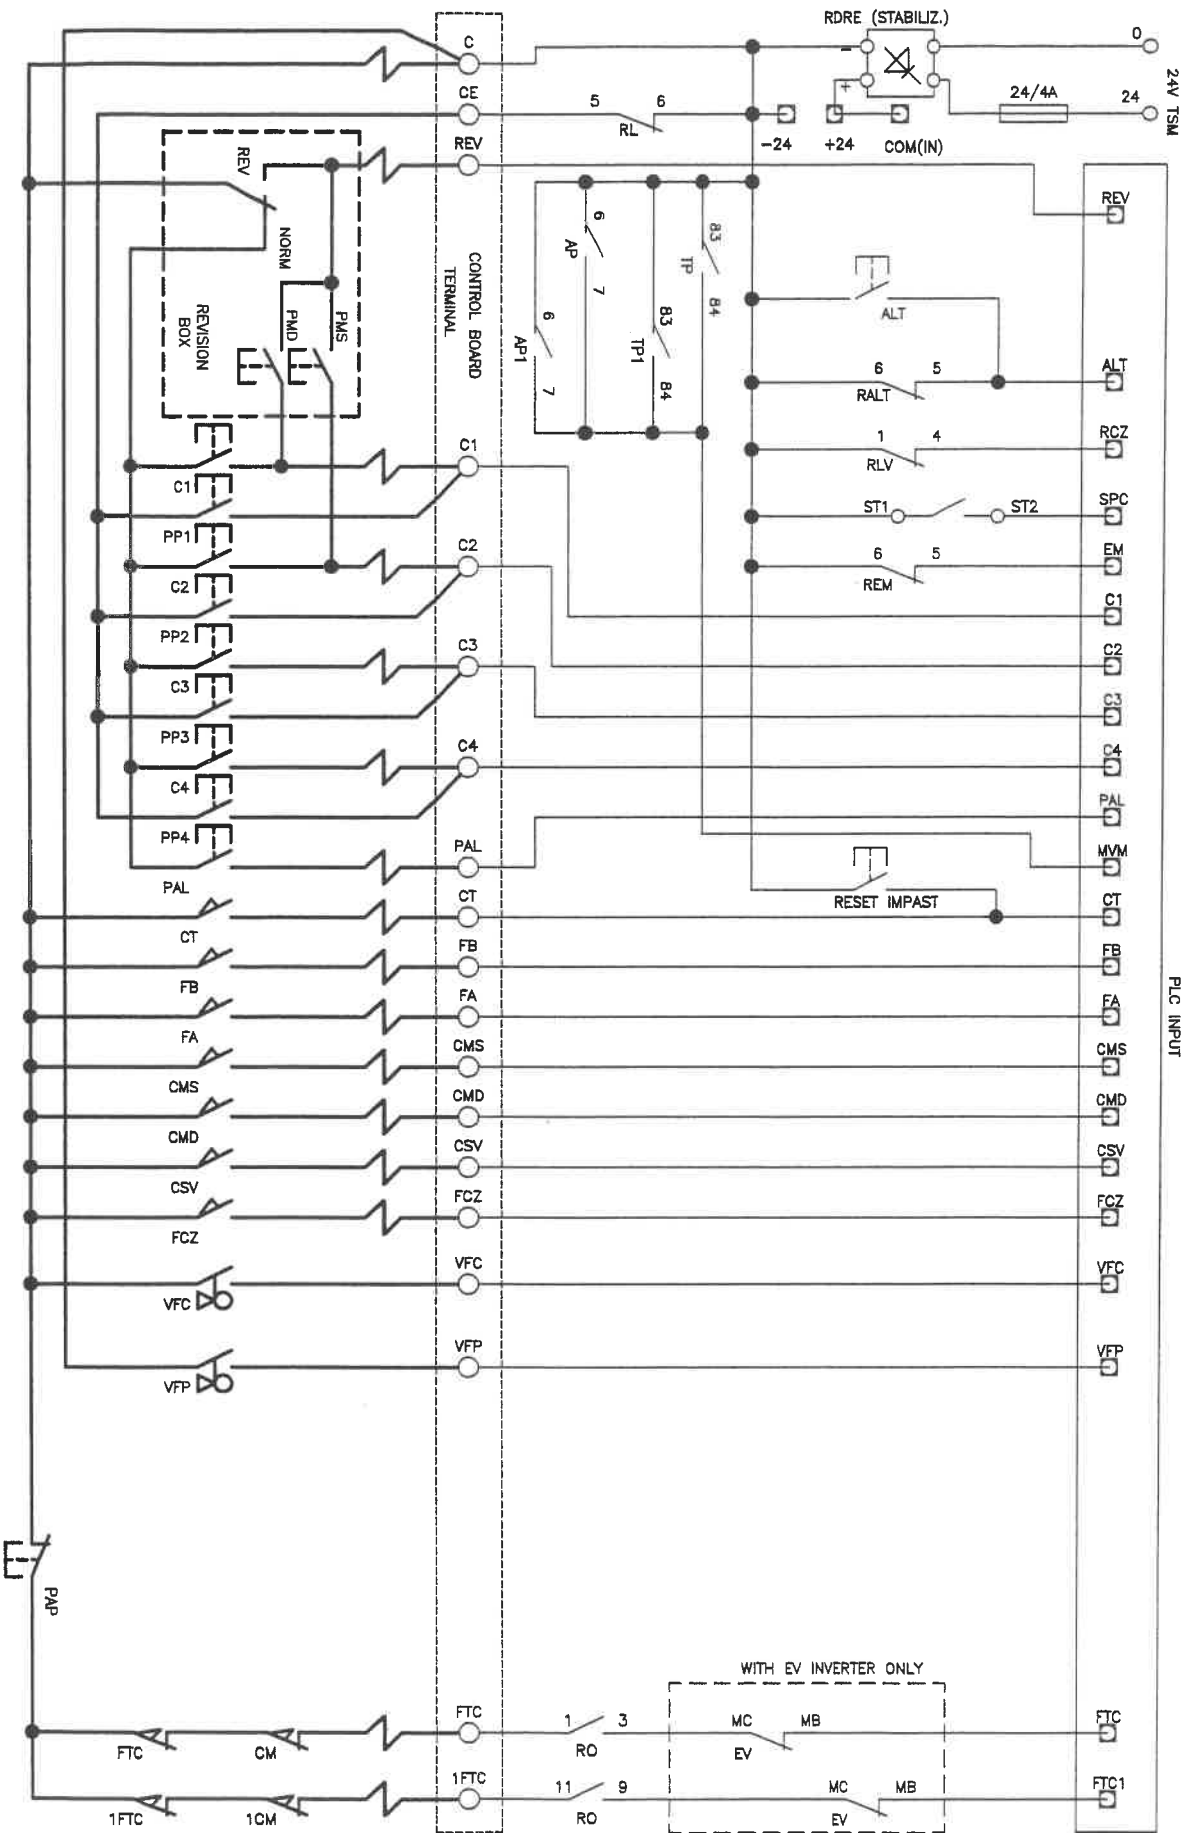 RDRE (STABILIZ.)
0
C
-
+
24V TSM
24/4A
24
CE
5
6
RL
-24
+24
COM(IN)
REV
REV
NORM
REVISION
BOX
PMD
PMS
CONTROL BOARD
TERMINAL
6
AP
7
6
AP1
7
83
TP
84
83
TP1
84
REV
ALT
6
5
RALT
ALT
1
4
RLV
RCZ
ST1
ST2
SPC
6
5
REM
EM
C1
C1
C1
PP1
C2
C2
C2
PP2
C3
C3
C3
PP3
C4
C4
C4
PP4
PAL
PAL
PAL
MVM
RESET IMPAST
CT
CT
CT
FB
FB
FB
FA
FA
FA
CMS
CMS
CMS
CMD
CMD
CMD
CSV
CSV
CSV
FCZ
FCZ
FCZ
VFC
VFC
VFC
VFP
VFP
VFP
PLC INPUT
PAP
WITH EV INVERTER ONLY
FTC
CM
FTC
1
3
RO
MC
MB
EV
FTC
1FTC
1CM
1FTC
11
9
RO
MC
MB
EV
FTC1